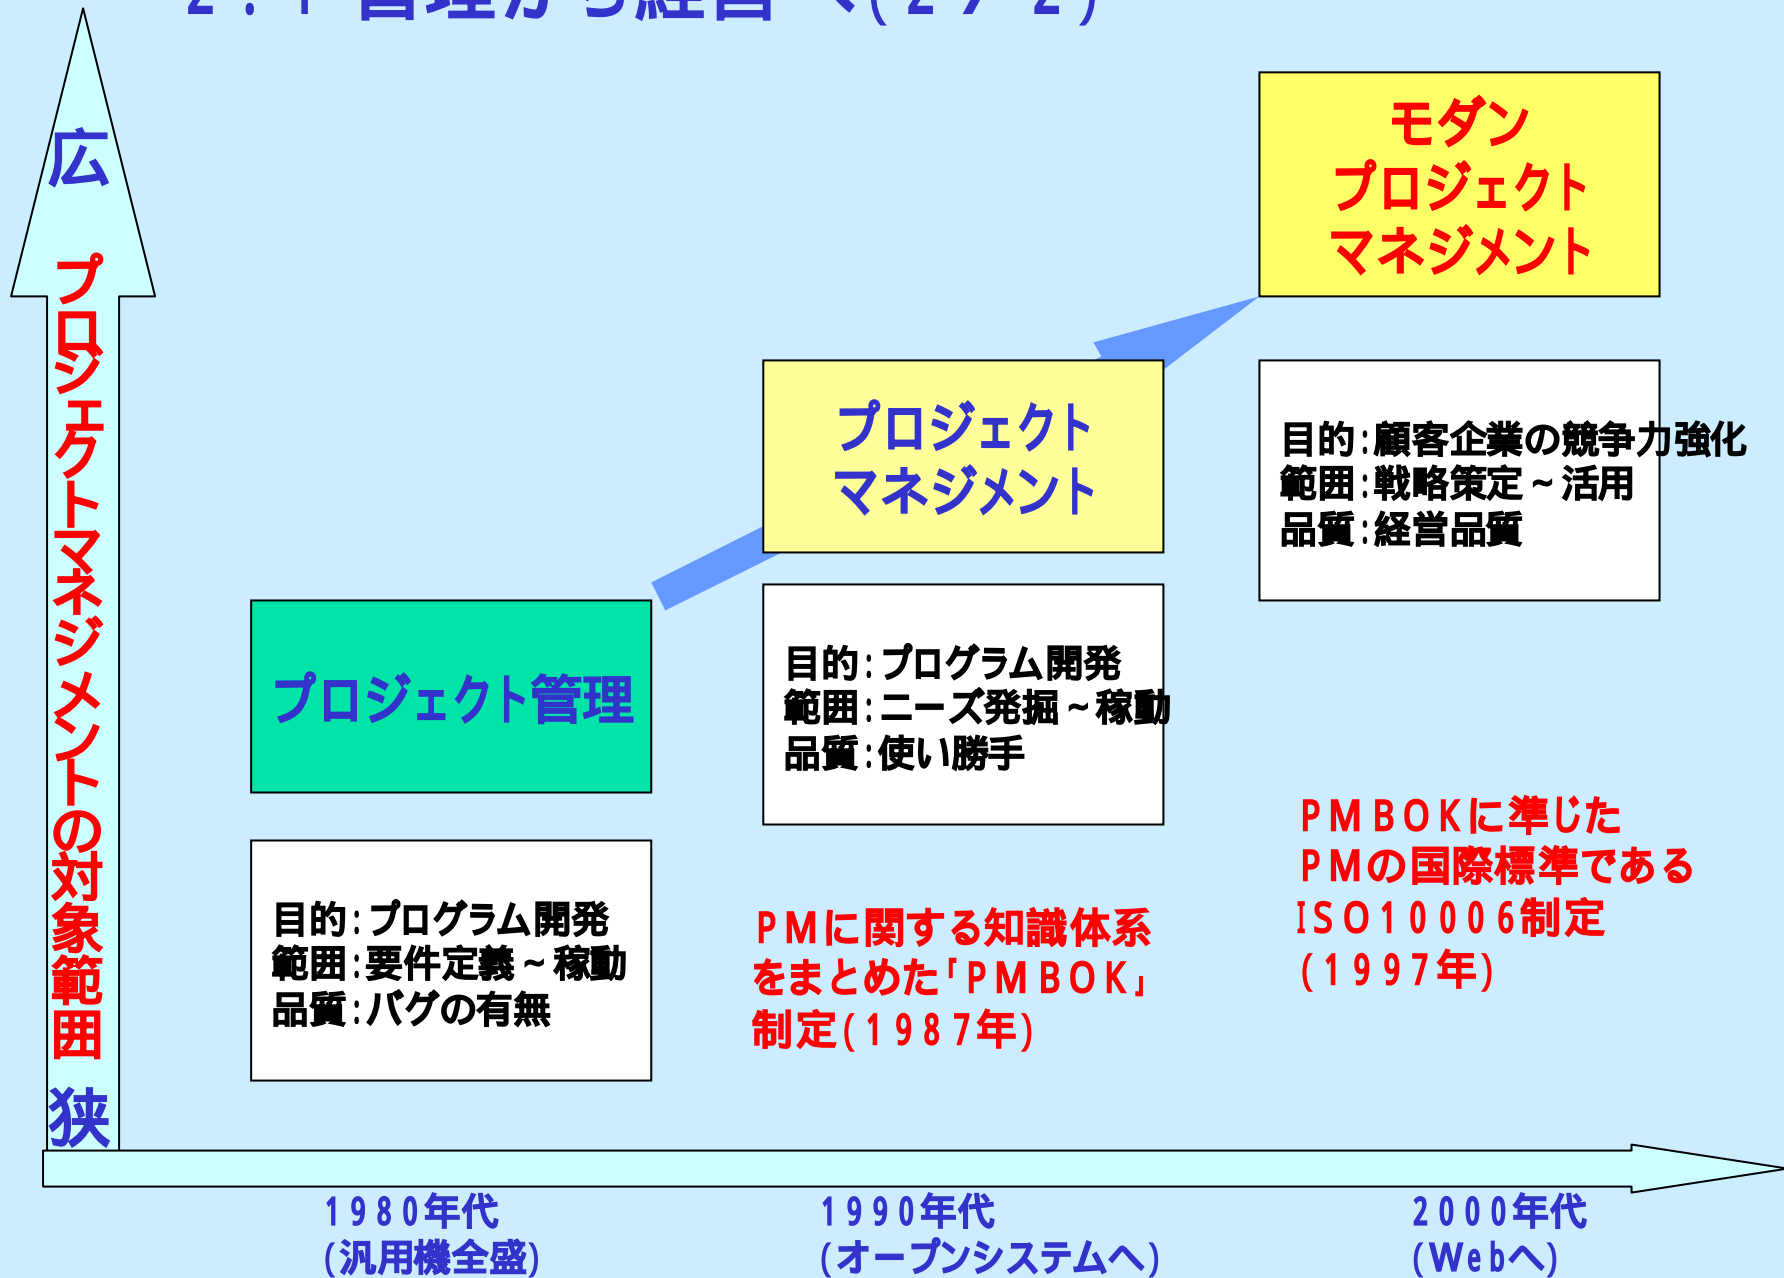 2.1 管理から経営へ(2/2)
広
プロジェクトマネジメントの対象範囲
狭
モダン
プロジェクト
マネジメント
目的:顧客企業の競争力強化
範囲:戦略策定~活用
品質:経営品質
プロジェクト
マネジメント
目的:プログラム開発
範囲:ニーズ発掘~稼動
品質:使い勝手
プロジェクト管理
目的:プログラム開発
範囲:要件定義~稼動
品質:バグの有無
PMに関する知識体系
をまとめた「PMBOK」
制定(1987年)
PMBOKに準じた
PMの国際標準である
ISO10006制定
(1997年)
1980年代
(汎用機全盛)
1990年代
(オープンシステムへ)
2000年代
(Webへ)